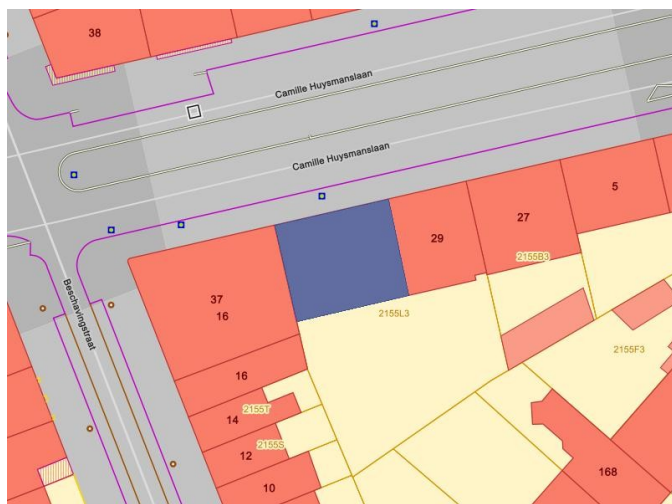 38
Camille Huysmanslaan
Camille Huysmanslaan
5
27
29
2155B3
37
16
2155L3
Beschavingstraat
2155F3
16
2155T
14
2155S
12
10
168